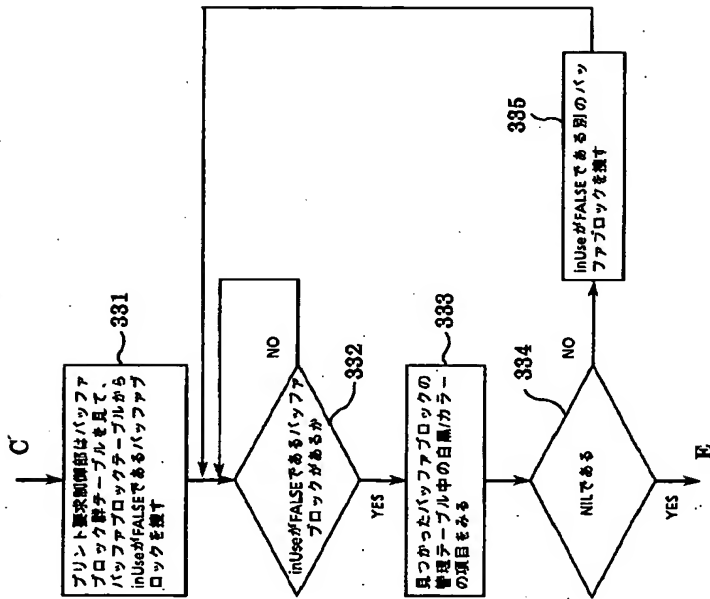 C
331
プリント要求制御部はバッファ
ブロック群テーブルを見て、
バッファブロックテーブルから
inUseがFALSEであるバッファブ
ロックを捜す
332
inUseがFALSEであるバッファ
ブロックがあるか
NO
YES
333
見つかったバッファブロックの
管理テーブル中の白黒/カラー
の項目をみる
334
NILである
NO
YES
335
inUseがFALSEである別のバッ
ファブロックを捜す
E